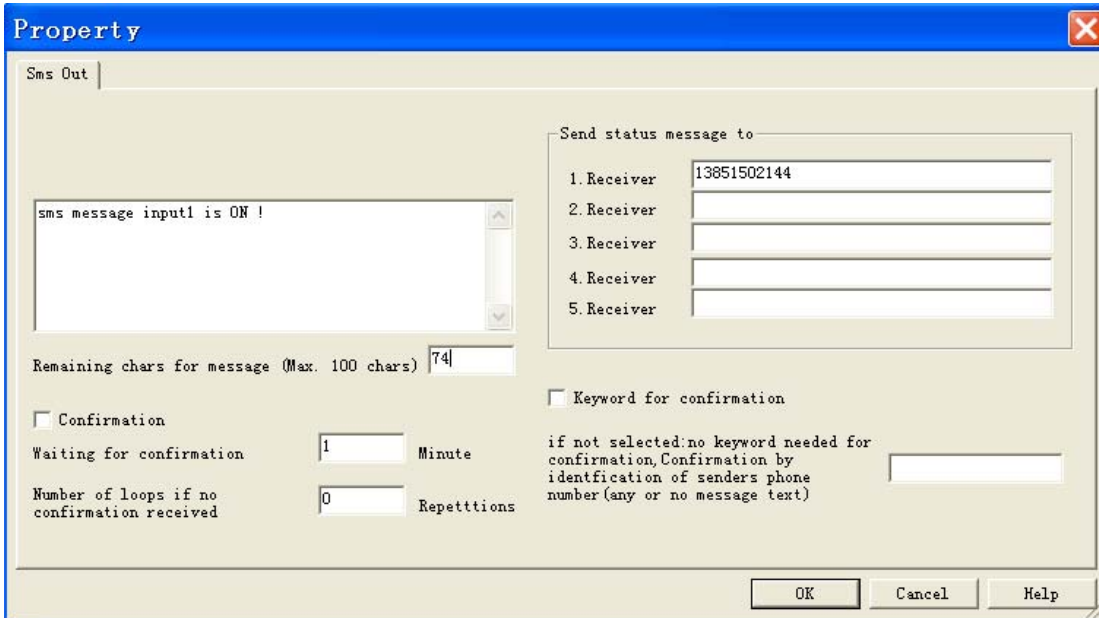 Property
Sms Out
sms message input1 is ON !
Remaining chars for message (Max. 100 chars) 74
Confirmation
Waiting for confirmation 1 Minute
Number of loops if no
confirmation received 0 Repetttions
Send status message to
1.Receiver 13851502144
2.Receiver
3.Receiver
4.Receiver
5.Receiver
Keyword for confirmation
if not selected:no keyword needed for
confirmation,Confirmation by
identfication of senders phone
number(any or no message text)
OK Cancel Help